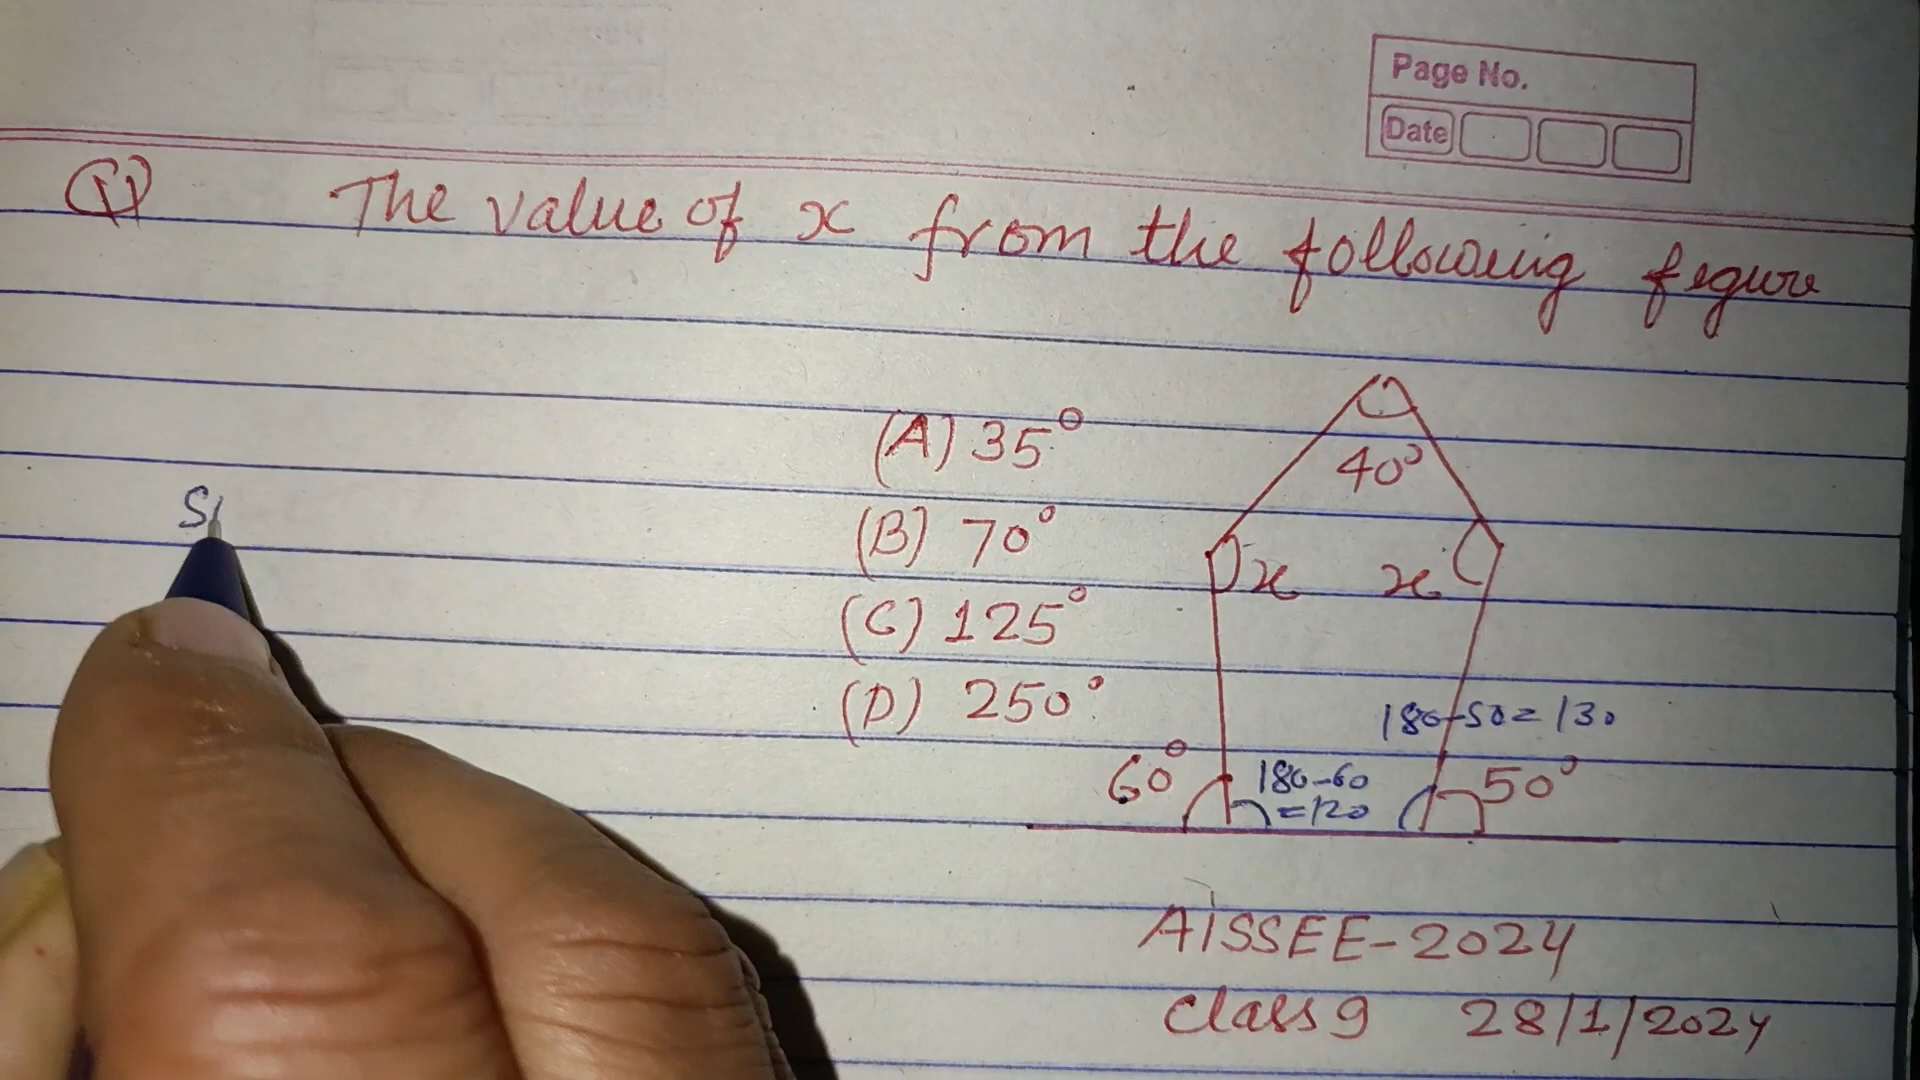 Page No.
Date
Q) The value of x from the following figure
(A) 35°
(B) 70°
(C) 125°
(D) 250°
40°
x x
180-50=130
60° 180-60 50°
=120
AISSEE-2024
Class 9 28/1/2024